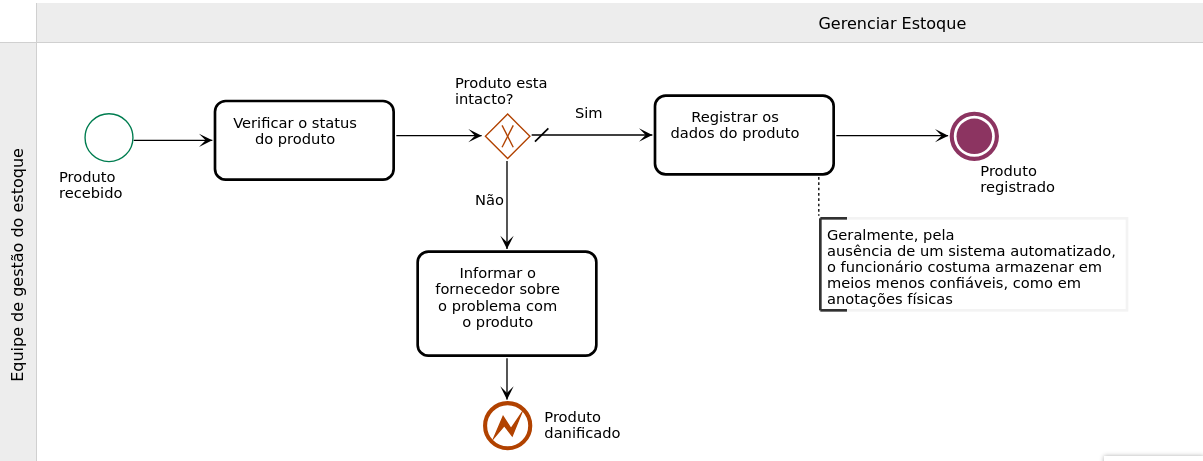 Gerenciar Estoque
Equipe de gestão do estoque
Produto
recebido
Verificar o status
do produto
Produto esta
intacto?
Sim
Não
Registrar os
dados do produto
Produto
registrado
Geralmente, pela
ausência de um sistema automatizado,
o funcionário costuma armazenar em
meios menos confiáveis, como em
anotações físicas
Informar o
fornecedor sobre
o problema com
o produto
Produto
danificado